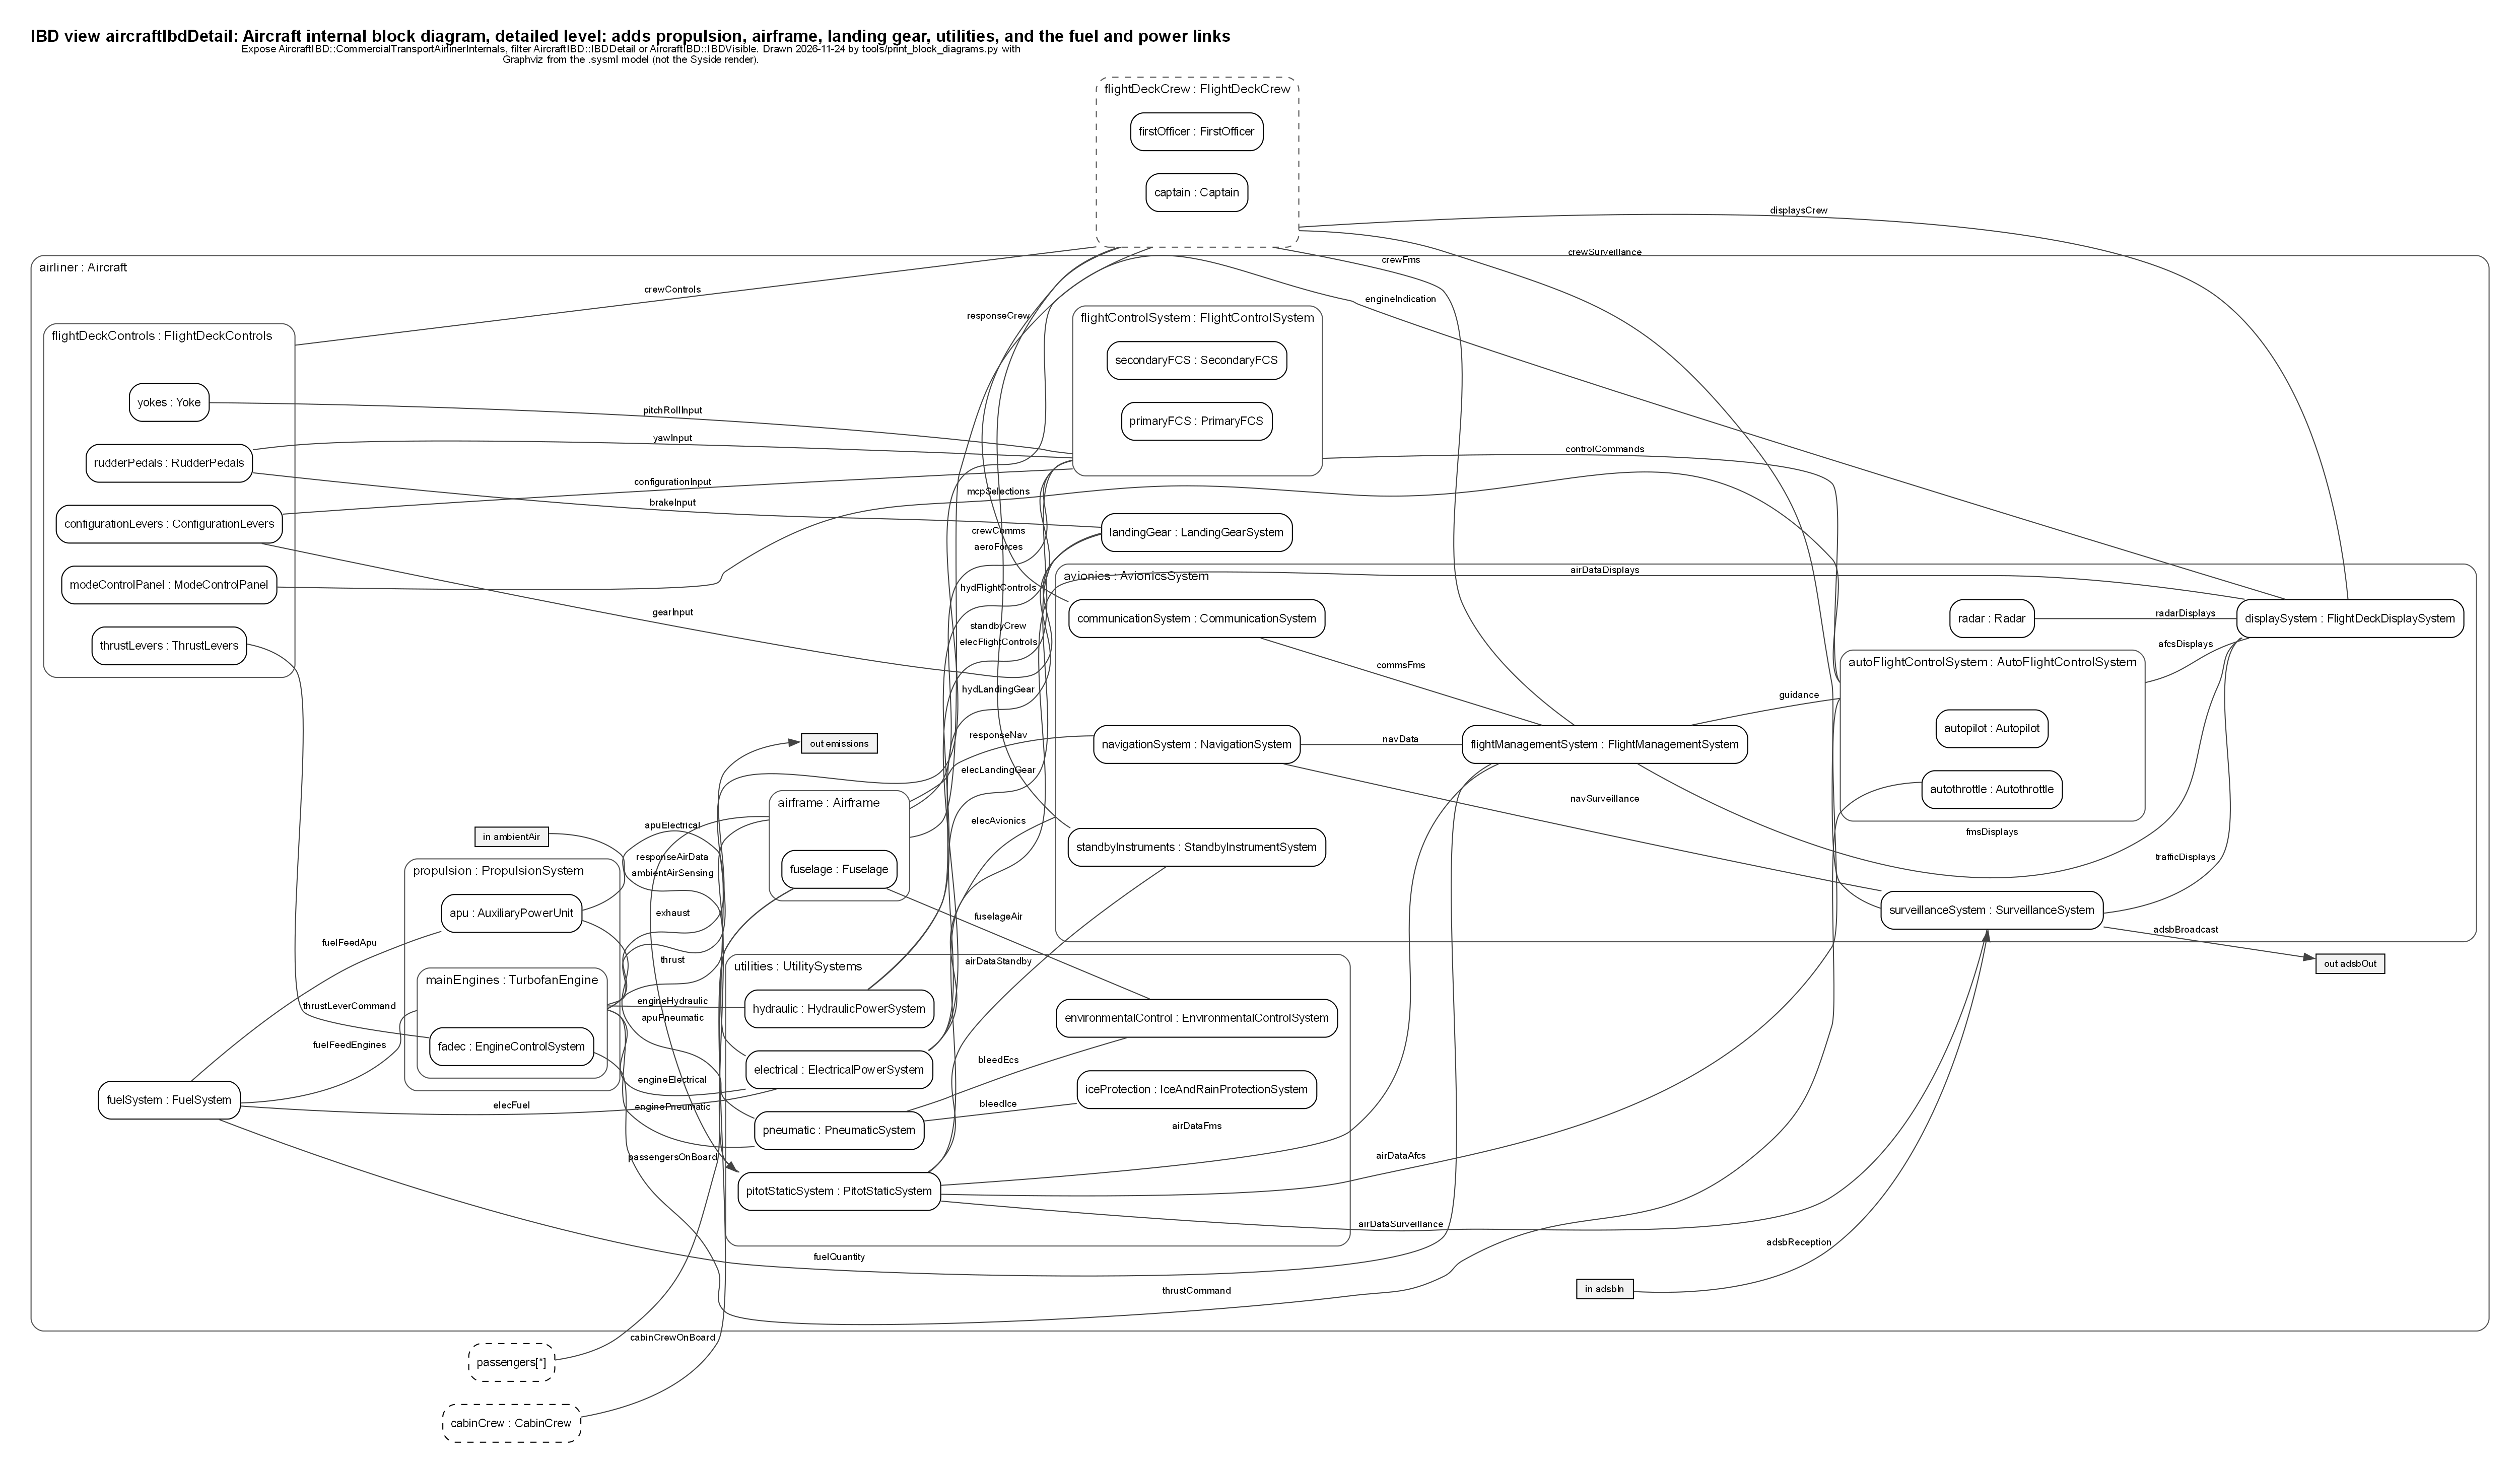 IBD view aircraftIbdDetail: Aircraft internal block diagram, detailed level: adds propulsion, airframe, landing gear, utilities, and the fuel and power links
Expose AircraftIBD::CommercialTransportAirlinerInternals, filter AircraftIBD::IBDDetail or AircraftIBD::IBDVisible. Drawn 2026-11-24 by tools/print_block_diagrams.py with
Graphviz from the .sysml model (not the Syside render).
flightDeckCrew : FlightDeckCrew
firstOfficer : FirstOfficer
captain : Captain
displaysCrew
crewSurveillance
crewFms
airliner : Aircraft
crewControls
engineIndication
responseCrew
flightControlSystem : FlightControlSystem
flightDeckControls : FlightDeckControls
secondaryFCS : SecondaryFCS
yokes : Yoke
pitchRollInput
primaryFCS : PrimaryFCS
yawInput
controlCommands
rudderPedals : RudderPedals
configurationInput
mcpSelections
brakeInput
configurationLevers : ConfigurationLevers
crewComms
landingGear : LandingGearSystem
aeroForces
airDataDisplays
avionics : AvionicsSystem
modeControlPanel : ModeControlPanel
hydFlightControls
gearInput
communicationSystem : CommunicationSystem
radar : Radar
radarDisplays
displaySystem : FlightDeckDisplaySystem
standbyCrew
elecFlightControls
thrustLevers : ThrustLevers
afcsDisplays
commsFms
autoFlightControlSystem : AutoFlightControlSystem
hydLandingGear
guidance
responseNav
out emissions
navigationSystem : NavigationSystem
navData
flightManagementSystem : FlightManagementSystem
autopilot : Autopilot
elecLandingGear
autothrottle : Autothrottle
navSurveillance
airframe : Airframe
elecAvionics
apuElectrical
in ambientAir
fmsDisplays
standbyInstruments : StandbyInstrumentSystem
responseAirData
trafficDisplays
propulsion : PropulsionSystem
ambientAirSensing
fuselage : Fuselage
apu : AuxiliaryPowerUnit
exhaust
fuselageAir
surveillanceSystem : SurveillanceSystem
adsbBroadcast
fuelFeedApu
thrust
airDataStandby
out adsbOut
utilities : UtilitySystems
mainEngines : TurbofanEngine
engineHydraulic
hydraulic : HydraulicPowerSystem
thrustLeverCommand
apuPneumatic
environmentalControl : EnvironmentalControlSystem
fuelFeedEngines
fadec : EngineControlSystem
bleedEcs
electrical : ElectricalPowerSystem
engineElectrical
iceProtection : IceAndRainProtectionSystem
fuelSystem : FuelSystem
elecFuel
enginePneumatic
bleedIce
pneumatic : PneumaticSystem
airDataFms
passengersOnBoard
airDataAfcs
pitotStaticSystem : PitotStaticSystem
airDataSurveillance
adsbReception
fuelQuantity
thrustCommand
in adsbIn
cabinCrewOnBoard
passengers[*]
cabinCrew : CabinCrew